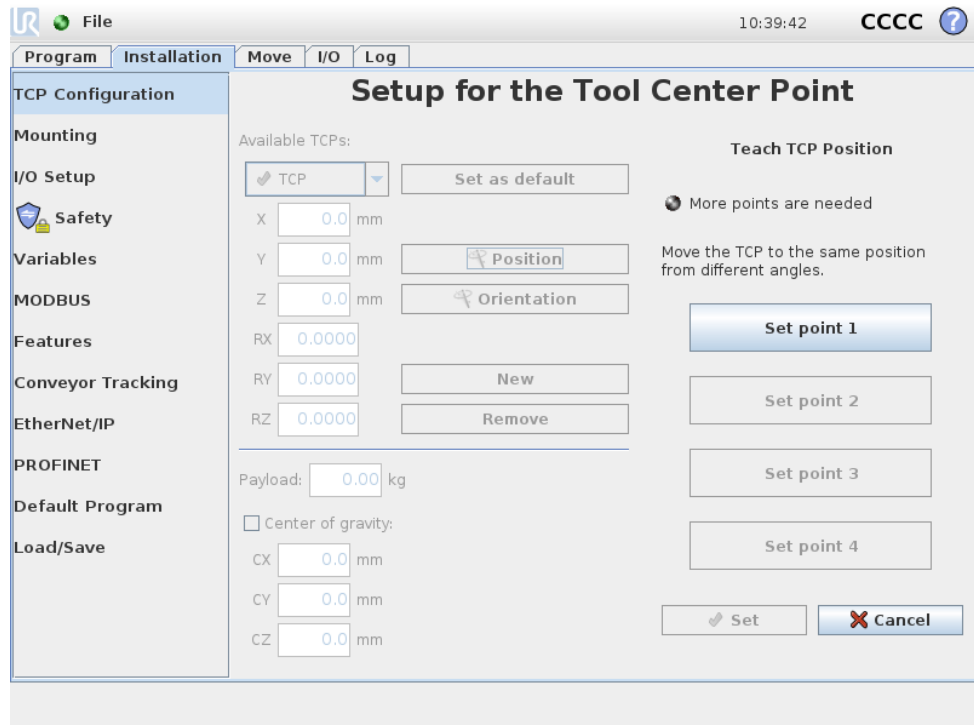 UR File 10:39:42 CCCC ?
Program Installation Move I/O Log
TCP Configuration
Mounting
I/O Setup
Safety
Variables
MODBUS
Features
Conveyor Tracking
EtherNet/IP
PROFINET
Default Program
Load/Save
Setup for the Tool Center Point
Available TCPs:
TCP Set as default
X 0.0 mm
Y 0.0 mm Position
Z 0.0 mm Orientation
RX 0.0000
RY 0.0000 New
RZ 0.0000 Remove
Payload: 0.00 kg
Center of gravity:
CX 0.0 mm
CY 0.0 mm
CZ 0.0 mm
Teach TCP Position
More points are needed
Move the TCP to the same position
from different angles.
Set point 1
Set point 2
Set point 3
Set point 4
Set Cancel